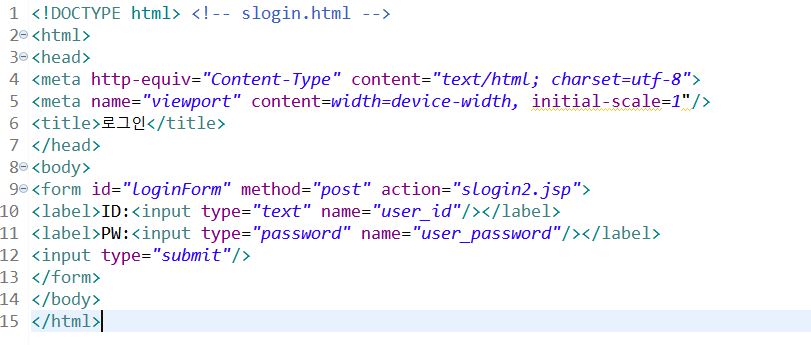 1 <!DOCTYPE html> <!-- slogin.html -->
2 <html>
3 <head>
4 <meta http-equiv="Content-Type" content="text/html; charset=utf-8">
5 <meta name="viewport" content=width=device-width, initial-scale=1"/>
6 <title>로그인</title>
7 </head>
8 <body>
9 <form id="loginForm" method="post" action="slogin2.jsp">
10 <label>ID:<input type="text" name="user_id"/></label>
11 <label>PW:<input type="password" name="user_password"/></label>
12 <input type="submit"/>
13 </form>
14 </body>
15 </html>